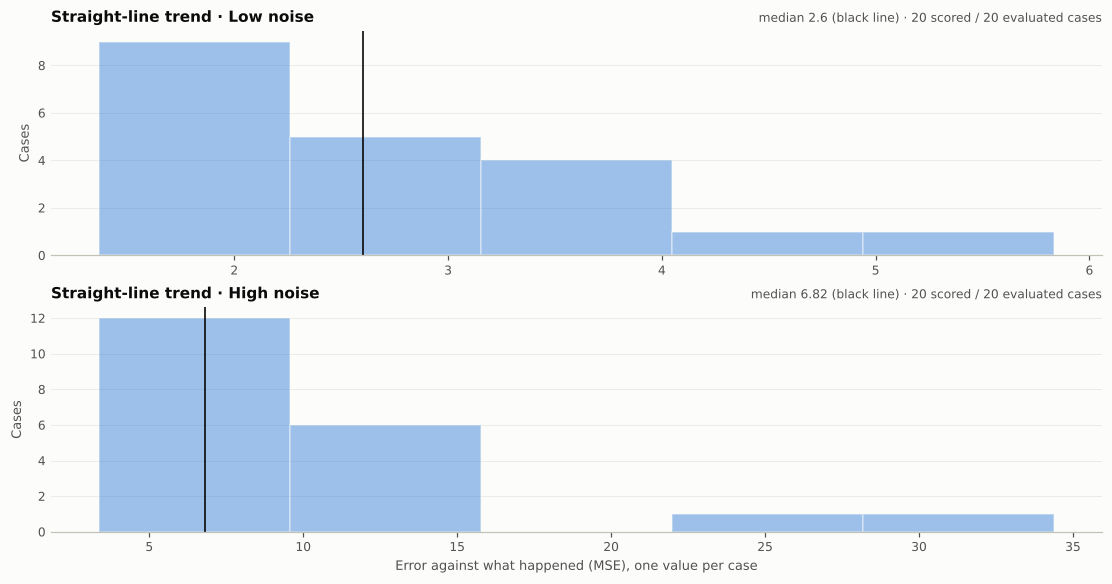 Straight-line trend · Low noise
median 2.6 (black line) · 20 scored / 20 evaluated cases
Cases
8
6
4
2
0
2 3 4 5 6
Straight-line trend · High noise
median 6.82 (black line) · 20 scored / 20 evaluated cases
Cases
12
10
8
6
4
2
0
5 10 15 20 25 30 35
Error against what happened (MSE), one value per case